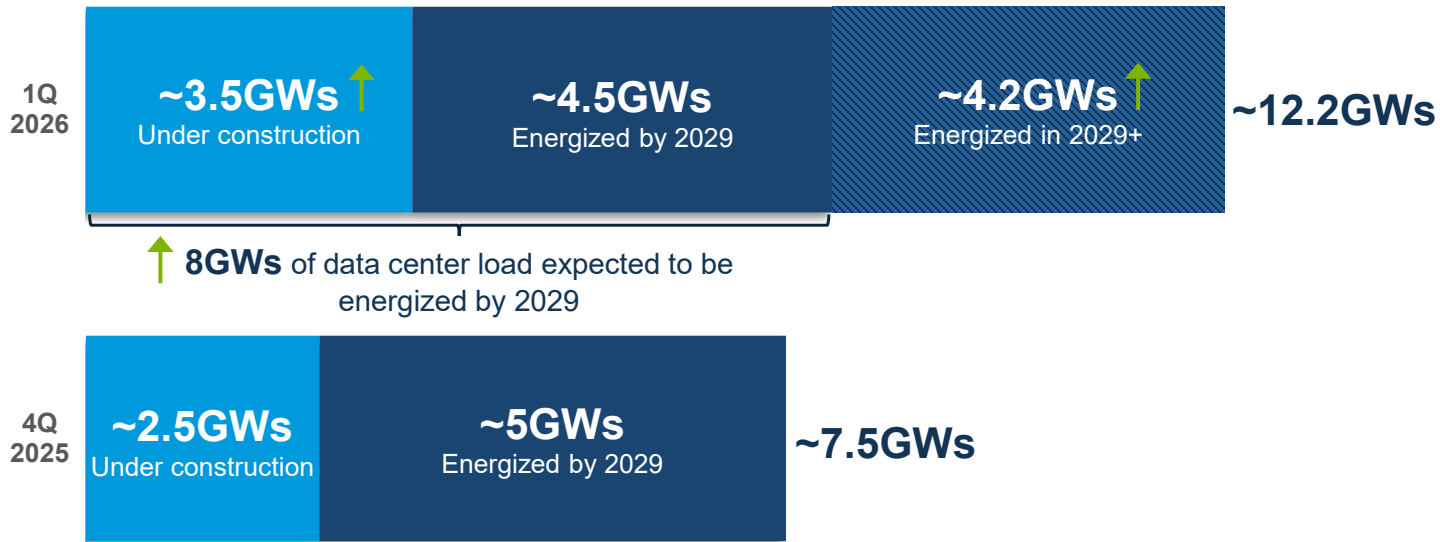 1Q
2026
~3.5GWs
Under construction
~4.5GWs
Energized by 2029
~4.2GWs
Energized in 2029+
~12.2GWs
8GWs of data center load expected to be
energized by 2029
4Q
2025
~2.5GWs
Under construction
~5GWs
Energized by 2029
~7.5GWs